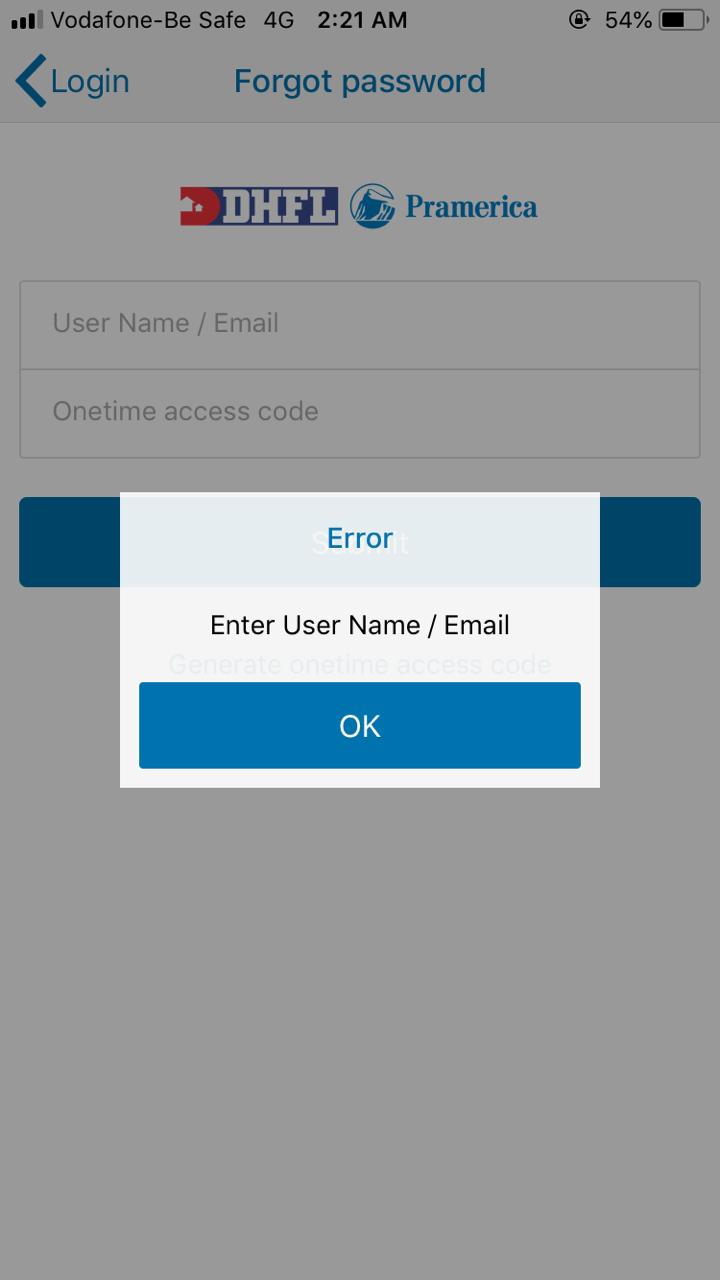 Vodafone-Be Safe 4G 2:21 AM 54%
Login Forgot password
DHFL Pramerica
User Name / Email
Onetime access code
Submit
Error
Enter User Name / Email
Generate onetime access code
OK